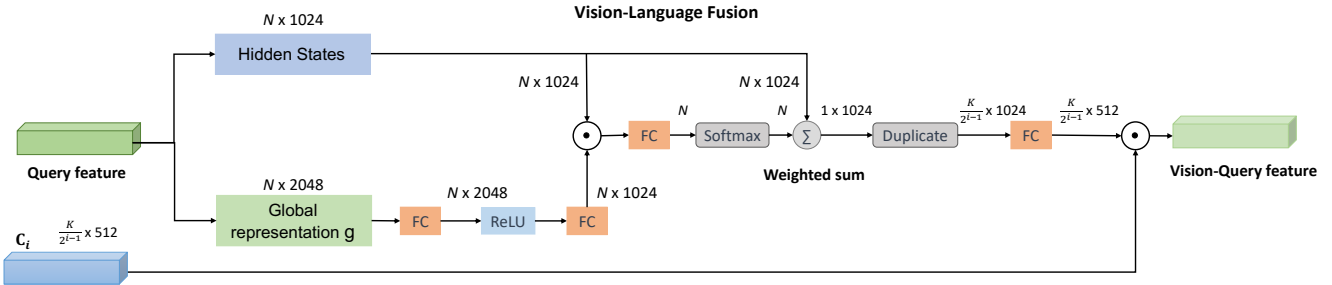 Vision-Language Fusion
N x 1024
Hidden States
N x 1024
N x 1024
Query feature
N x 2048
Global
representation g
FC
N x 2048
ReLU
FC
N x 1024
FC
N
Softmax
N
Σ
Weighted sum
1 x 1024
Duplicate
K/2^{i-1} x 1024
FC
K/2^{i-1} x 512
Vision-Query feature
C_i K/2^{i-1} x 512